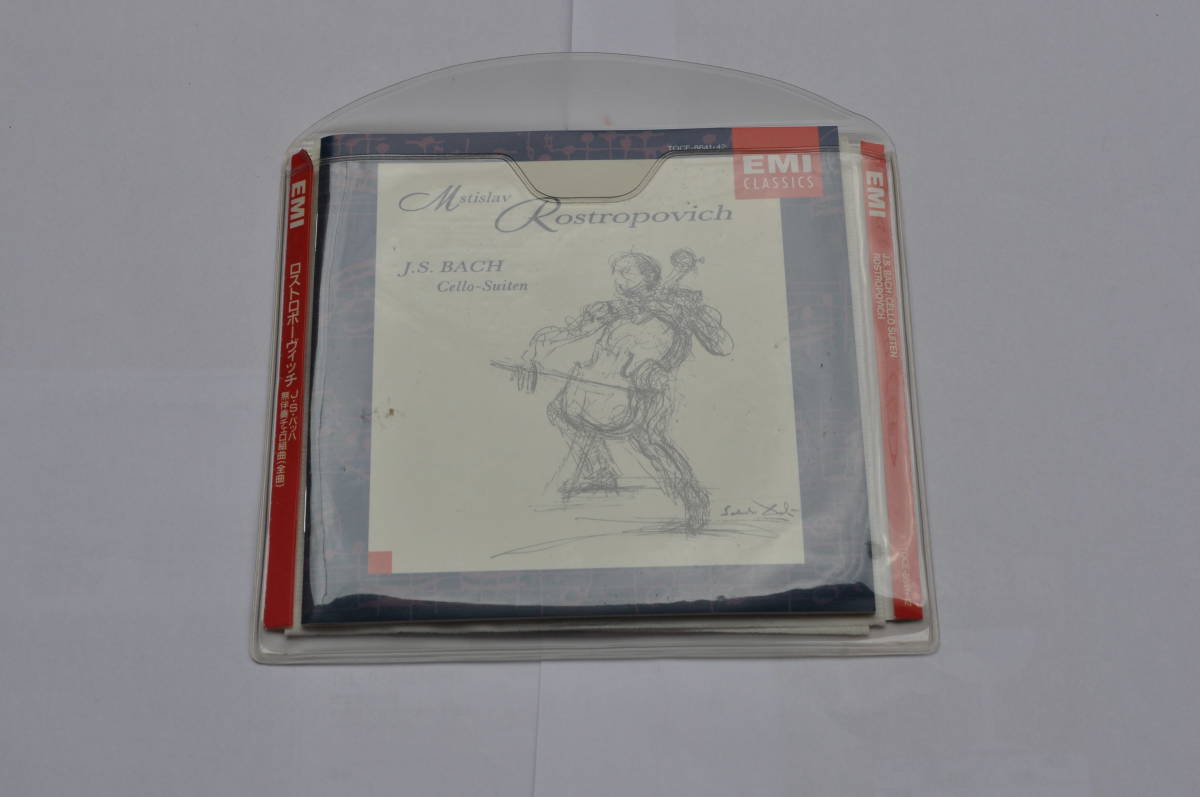 TOCE-8841·42
EMI
CLASSICS
Mstislav
Rostropovich
J.S. BACH
Cello-Suiten
EMI
ロストロポーヴィッチ
J・S・バッハ
無伴奏チェロ組曲(全曲)
EMI
J.S. BACH: CELLO SUITEN
ROSTROPOVICH